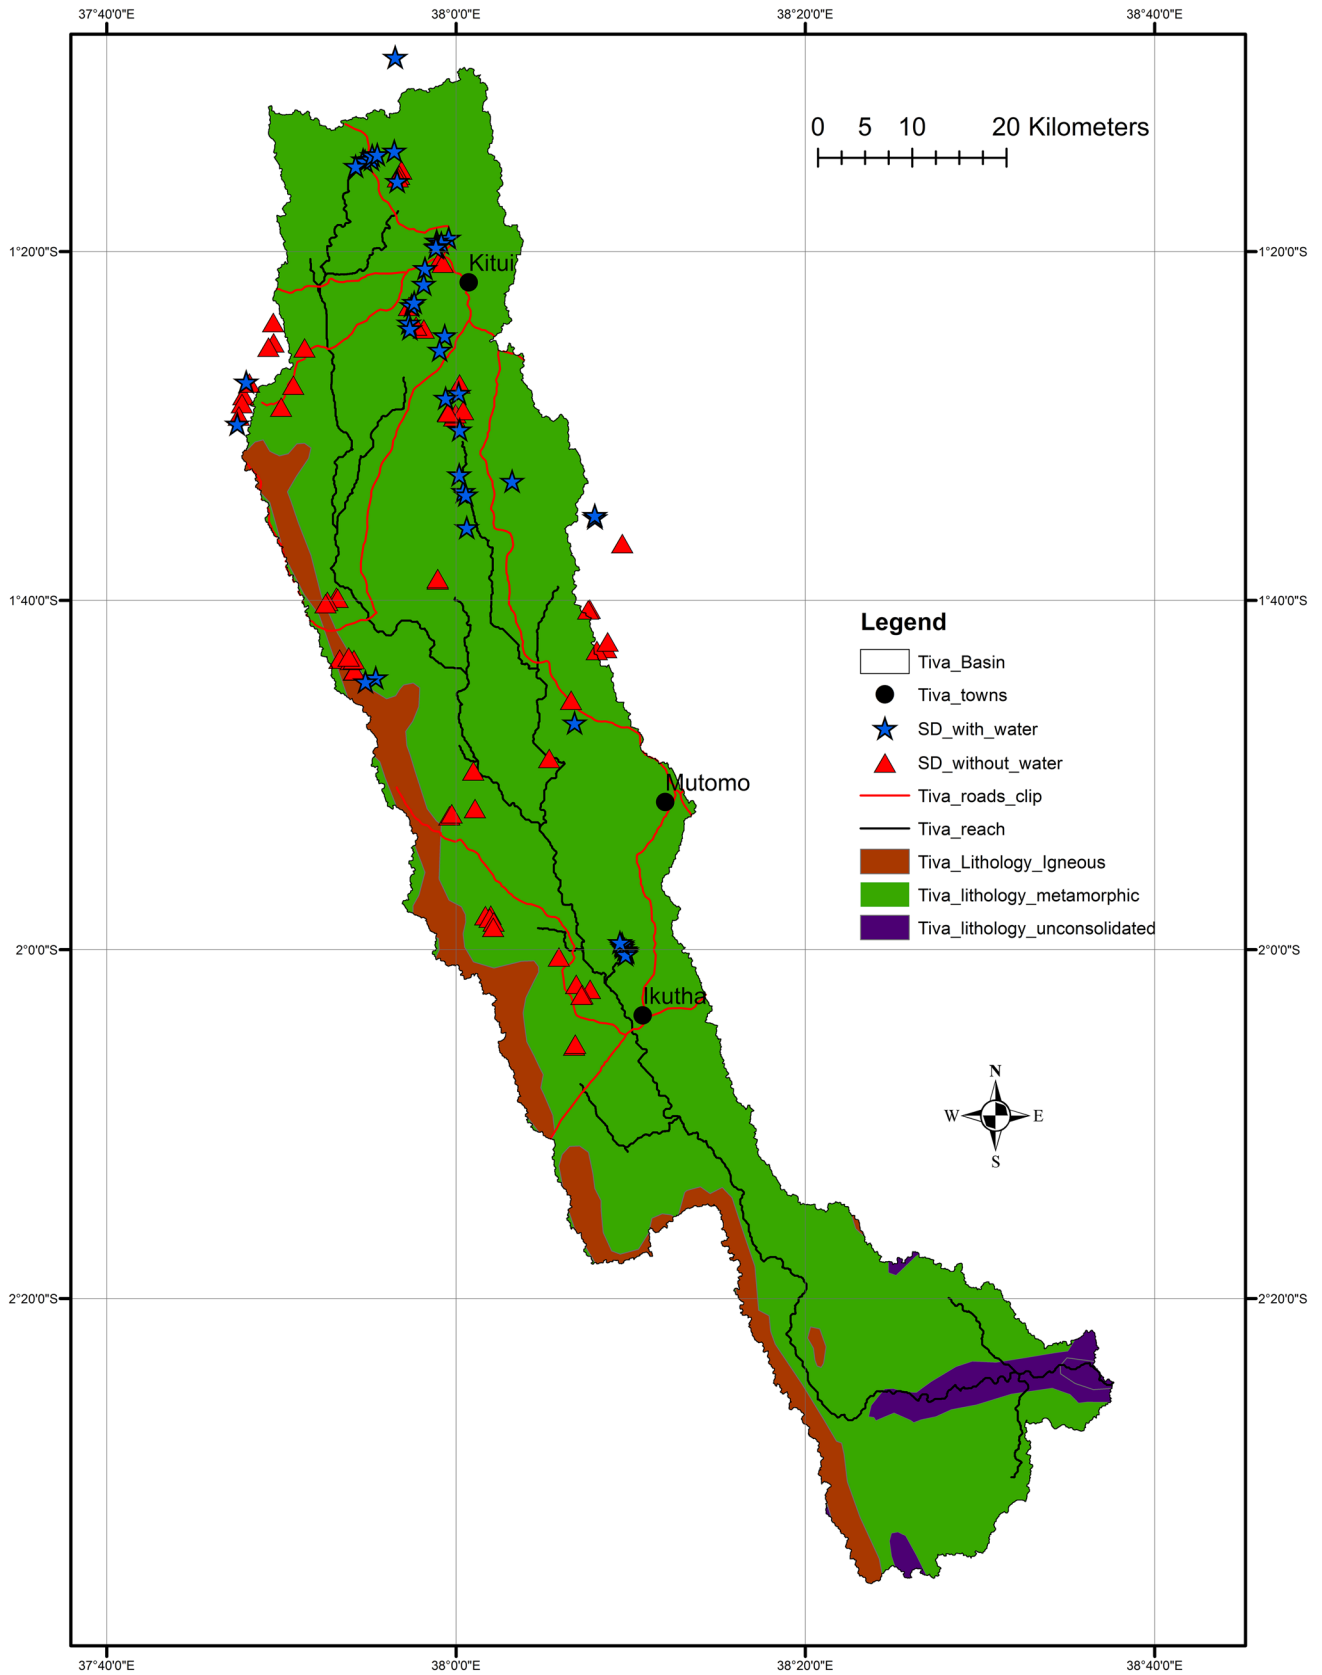 37°40'0"E 38°0'0"E 38°20'0"E 38°40'0"E
0 5 10 20 Kilometers
1°20'0"S 1°20'0"S
Kitui
1°40'0"S 1°40'0"S
Legend
Tiva_Basin
Tiva_towns
SD_with_water
SD_without_water
Tiva_roads_clip
Tiva_reach
Tiva_Lithology_Igneous
Tiva_lithology_metamorphic
Tiva_lithology_unconsolidated
Mutomo
2°0'0"S 2°0'0"S
Ikutha
N
W E
S
2°20'0"S 2°20'0"S
37°40'0"E 38°0'0"E 38°20'0"E 38°40'0"E